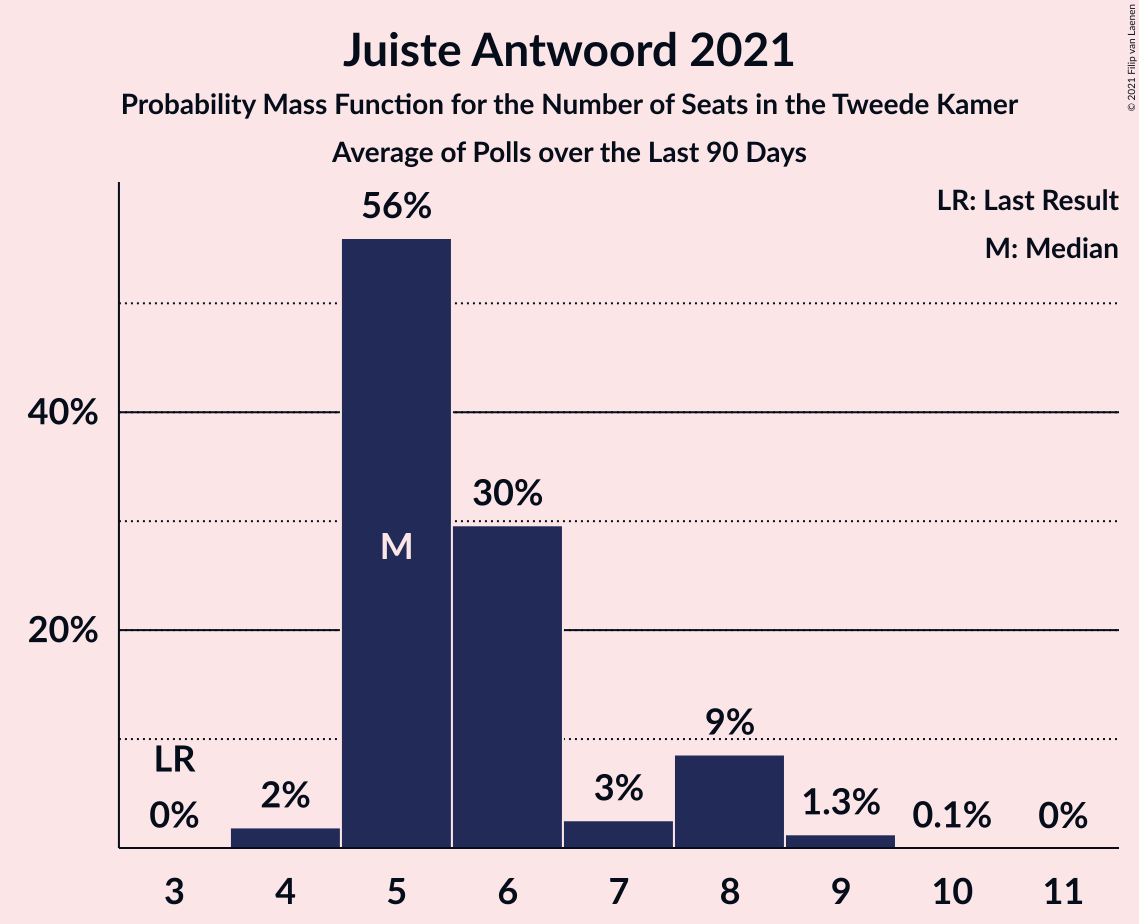 Juiste Antwoord 2021
Probability Mass Function for the Number of Seats in the Tweede Kamer
Average of Polls over the Last 90 Days
© 2021 Filip van Laenen
LR: Last Result
M: Median
56%
40%
30%
M
20%
9%
LR
0%
2%
3%
1.3%
0.1%
0%
3 4 5 6 7 8 9 10 11